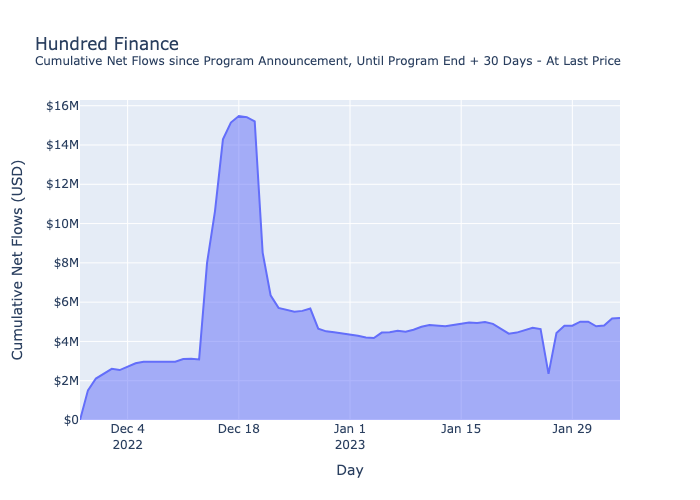 Hundred Finance
Cumulative Net Flows since Program Announcement, Until Program End + 30 Days - At Last Price
Cumulative Net Flows (USD)
$16M
$14M
$12M
$10M
$8M
$6M
$4M
$2M
$0
Dec 4
2022
Dec 18
Jan 1
2023
Jan 15
Jan 29
Day